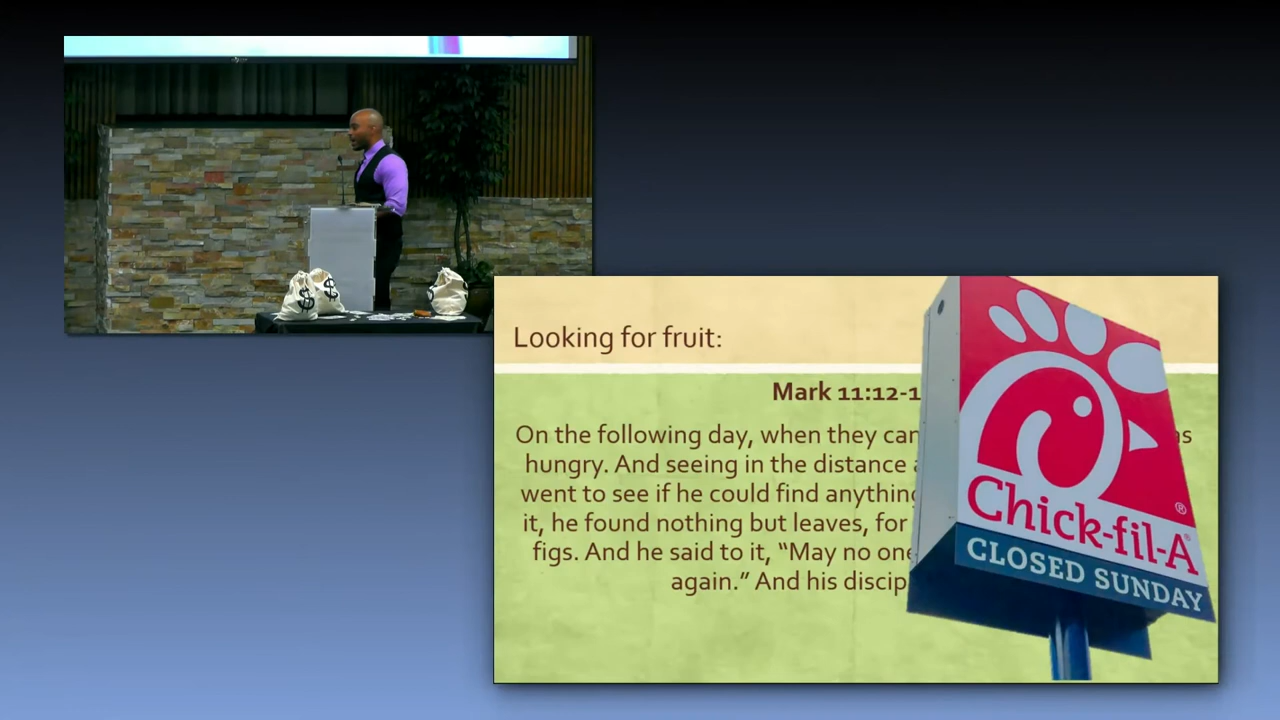 Looking for fruit:
Mark 11:12-1
On the following day, when they
hungry. And seeing in the distance
went to see if he could find anything
it, he found nothing but leaves, for
figs. And he said to it, “May no one
again.” And his
Chick-fil-A®
CLOSED SUNDAY
$
$